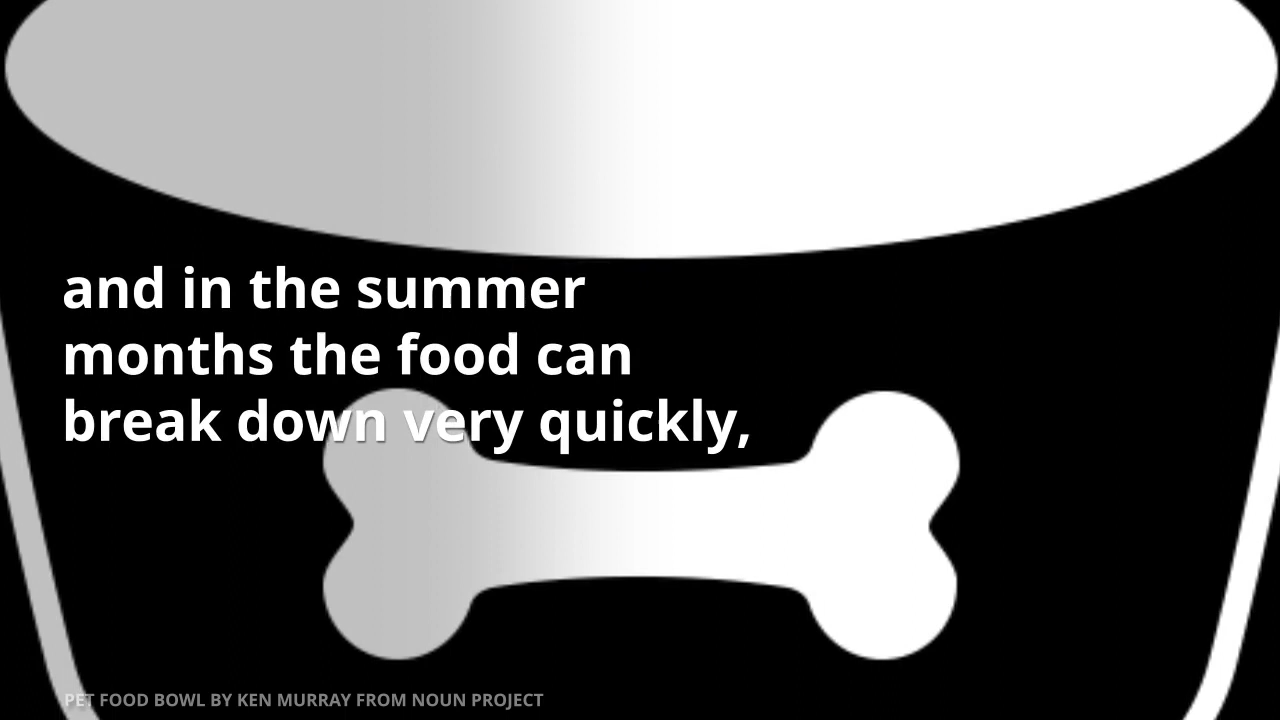 and in the summer
months the food can
break down very quickly,
PET FOOD BOWL BY KEN MURRAY FROM NOUN PROJECT